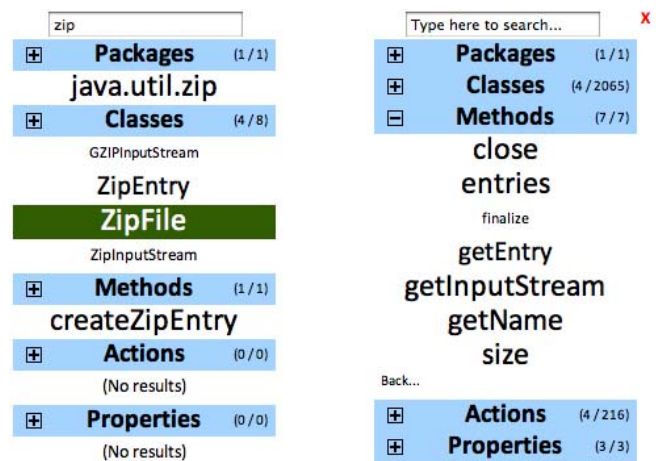 zip
Packages (1/1)
java.util.zip
Classes (4/8)
GZIPInputStream
ZipEntry
ZipFile
ZipInputStream
Methods (1/1)
createZipEntry
Actions (0/0)
(No results)
Properties (0/0)
(No results)
Type here to search... X
Packages (1/1)
Classes (4/2065)
Methods (7/7)
close
entries
finalize
getEntry
getInputStream
getName
size
Back...
Actions (4/216)
Properties (3/3)